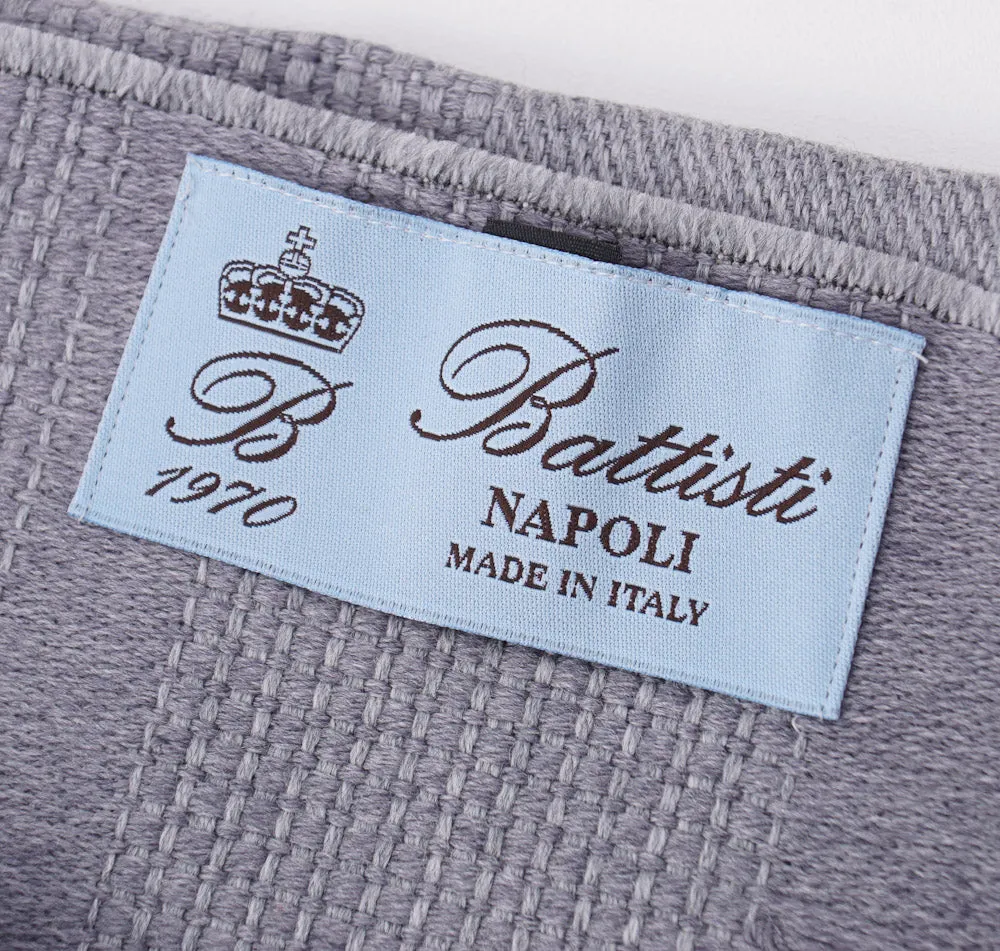 B
1970
Battisti
NAPOLI
MADE IN ITALY